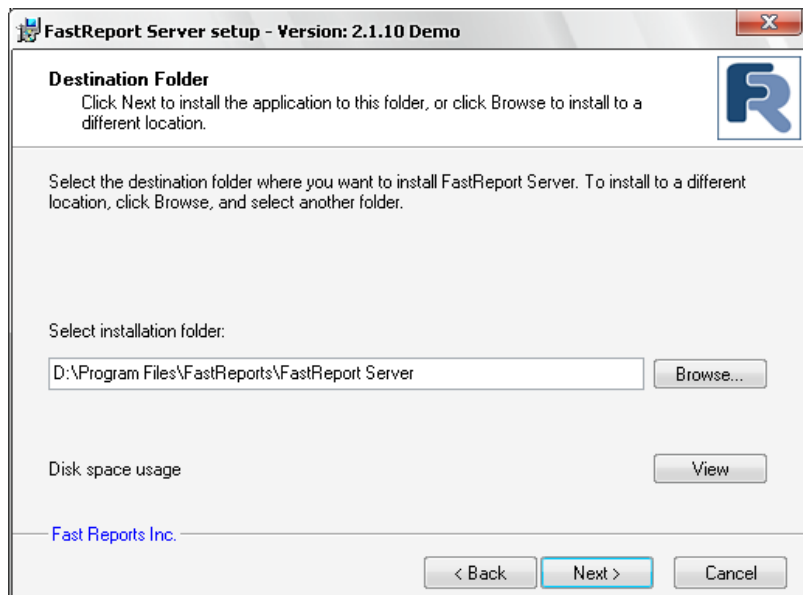 FastReport Server setup - Version: 2.1.10 Demo
Destination Folder
Click Next to install the application to this folder, or click Browse to install to a
different location.
FR
Select the destination folder where you want to install FastReport Server. To install to a different
location, click Browse, and select another folder.
Select installation folder:
D:\Program Files\FastReports\FastReport Server
Browse...
Disk space usage
View
Fast Reports Inc.
< Back
Next >
Cancel